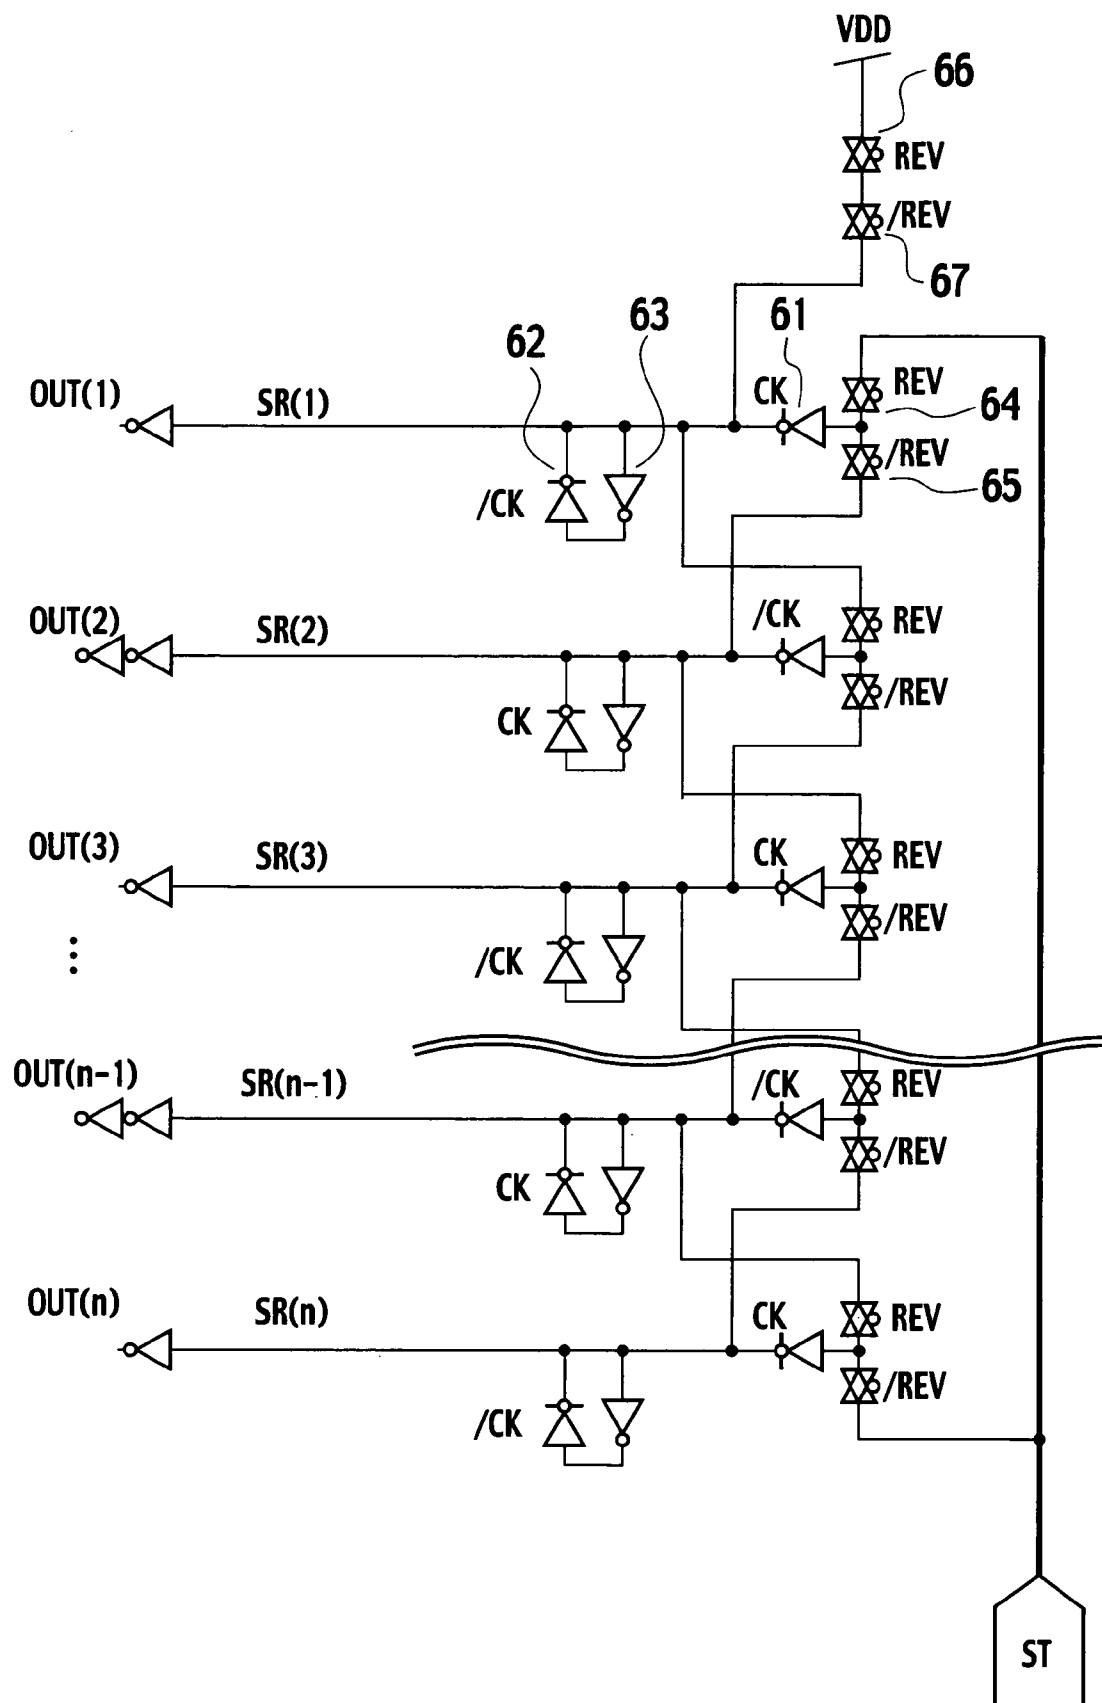 VDD
66
REV
/REV
67
61
63
62
CK
REV
64
OUT(1)
SR(1)
/REV
65
/CK
OUT(2)
SR(2)
/CK
REV
/REV
CK
OUT(3)
SR(3)
CK
REV
/REV
/CK
⋮
OUT(n-1)
SR(n-1)
/CK
REV
/REV
CK
OUT(n)
SR(n)
CK
REV
/REV
/CK
ST